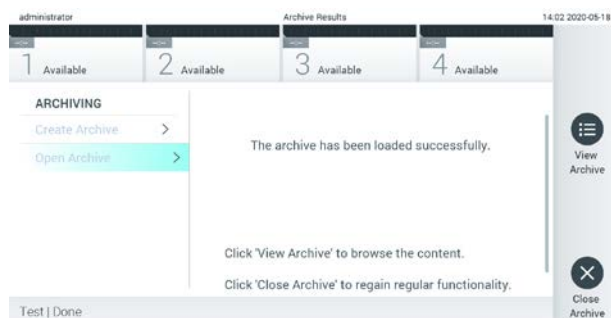 administrator Archive Results 14:02 2020-05-18
1 Available 2 Available 3 Available 4 Available
ARCHIVING
Create Archive
Open Archive
The archive has been loaded successfully.
View
Archive
Click 'View Archive' to browse the content.
Click 'Close Archive' to regain regular functionality.
Close
Archive
Test | Done